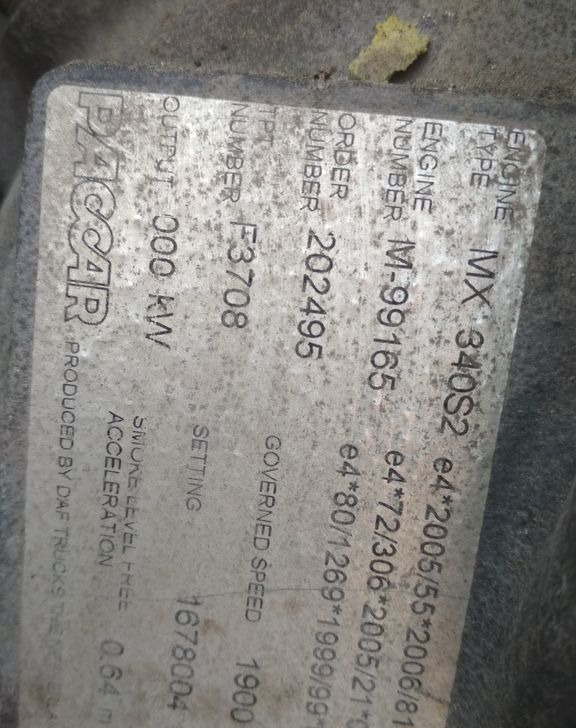 ENGINE TYPE MX 340S2 e4*2005/55*2006/81
ENGINE NUMBER M-99165 e4*72/306*2005/21*
ORDER NUMBER 202495 e4*80/1269*1999/99*
TPT NUMBER F3708 GOVERNED SPEED 1900
OUTPUT 000 kW SETTING 1678004
SMOKE LEVEL FREE ACCELERATION 0.64 m
PACCAR PRODUCED BY DAF TRUCKS THE